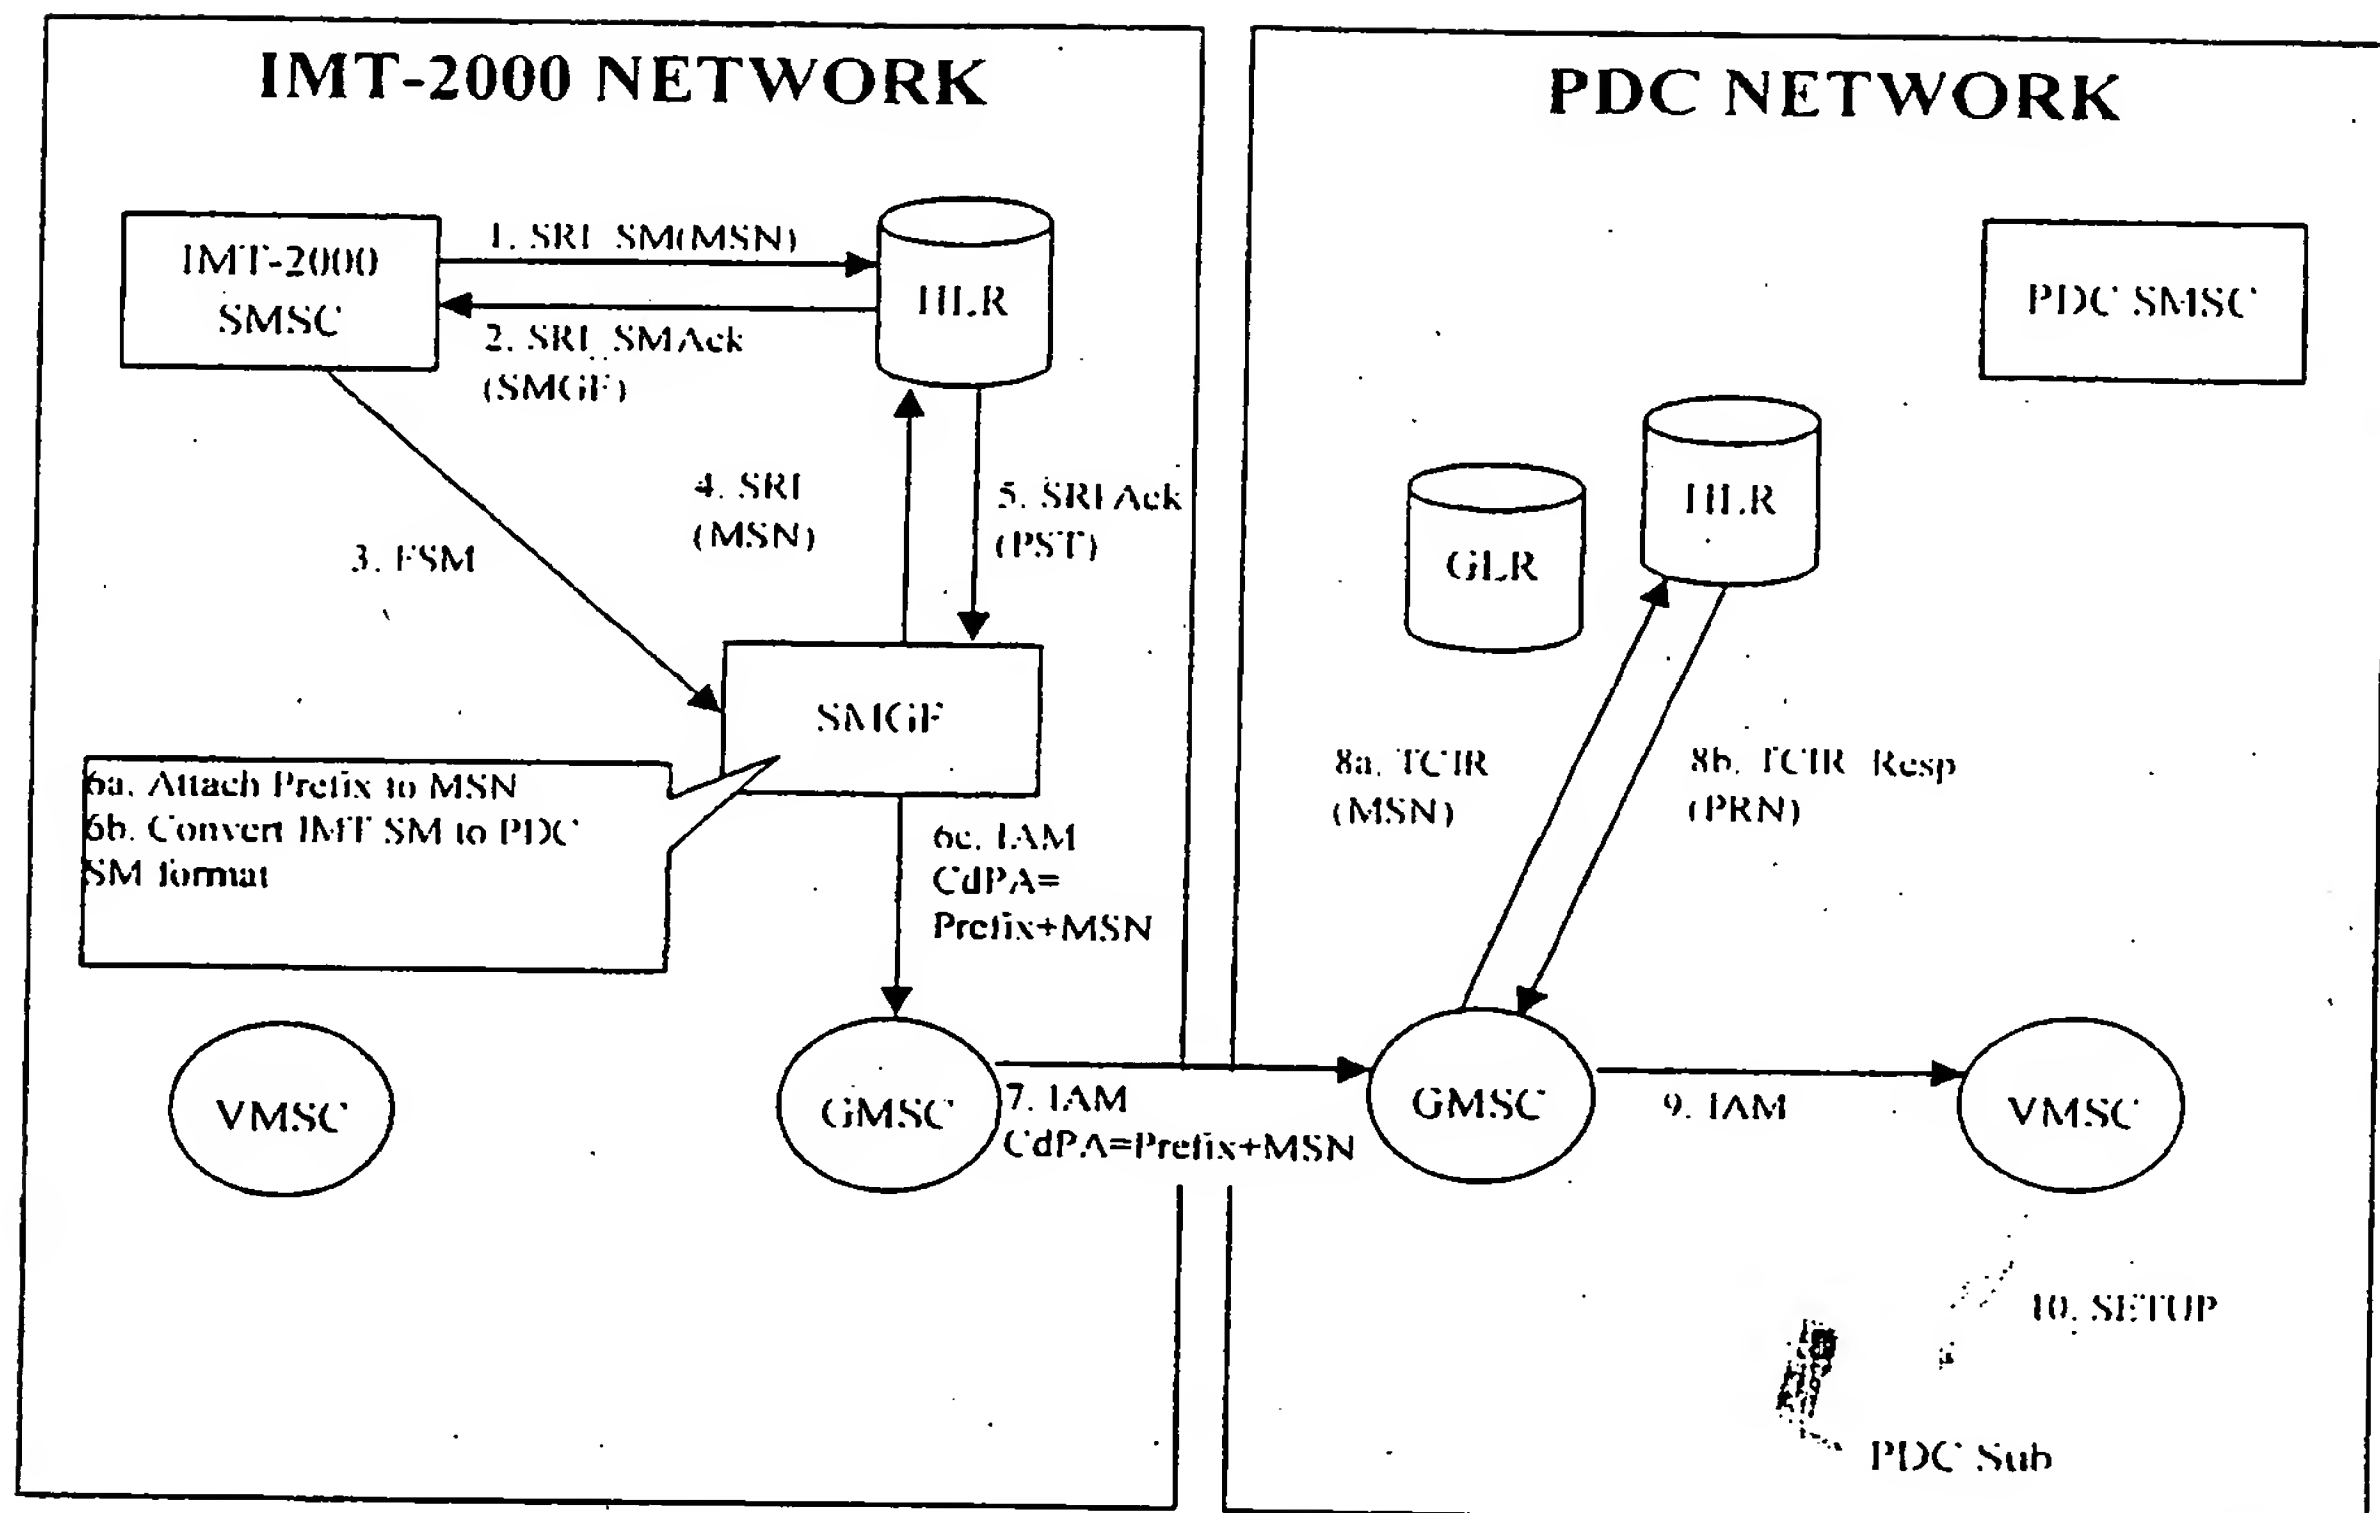 IMT-2000 NETWORK
PDC NETWORK
IMT-2000
SMSC
1. SRI_SM(MSN)
2. SRI_SMAck
(SMGF)
HLR
PDC SMSC
HLR
GLR
3. FSM
4. SRI
(MSN)
5. SRI Ack
(PST)
SMGF
6a. Attach Prefix to MSN
6b. Convert IMT SM to PDC
SM format
6c. IAM
CdPA=
Prefix+MSN
8a. TCIR
(MSN)
8b. TCIR_Resp
(PRN)
VMSC
GMSC
7. IAM
CdPA=Prefix+MSN
GMSC
9. IAM
VMSC
10. SETUP
PDC Sub